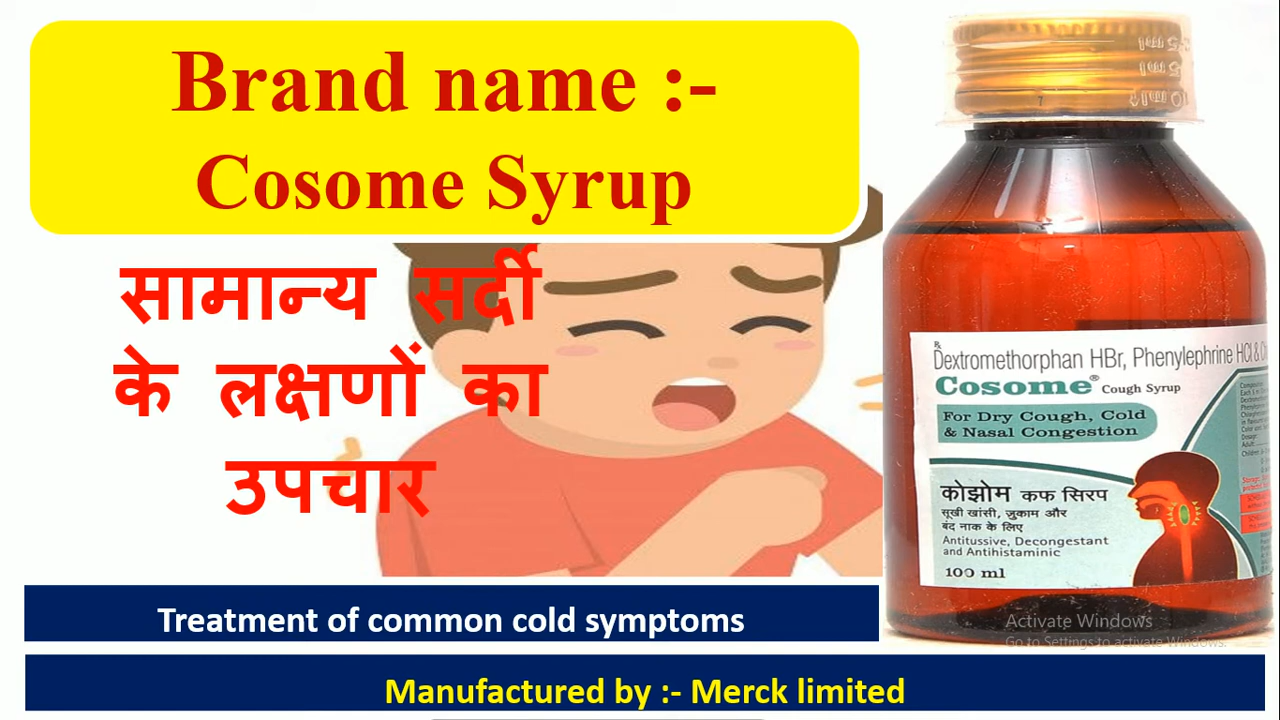 Brand name :-
Cosome Syrup
सामान्य सर्दी
के लक्षणों का
उपचार
Treatment of common cold symptoms
Manufactured by :- Merck limited
Rx
Dextromethorphan HBr, Phenylephrine HCl &
Cosome® Cough Syrup
For Dry Cough, Cold
& Nasal Congestion
कोझोम कफ सिरप
सूखी खांसी, जुकाम और
बंद नाक के लिए
Antitussive, Decongestant
and Antihistaminic
100 ml
Activate Windows
Go to Settings to activate Windows.